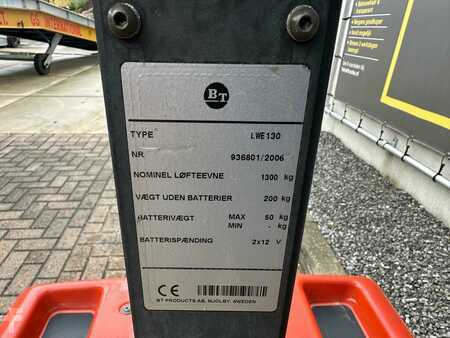 BT
BT
TYPE LWE130
NR 936801/2006
NOMINEL LØFTEEVNE 1300 kg
VÆGT UDEN BATTERIER 200 kg
BATTERIVÆGT MAX 50 kg
MIN - kg
BATTERISPÆNDING 2x12 V
CE
BT PRODUCTS AB, MJÖLBY, SWEDEN